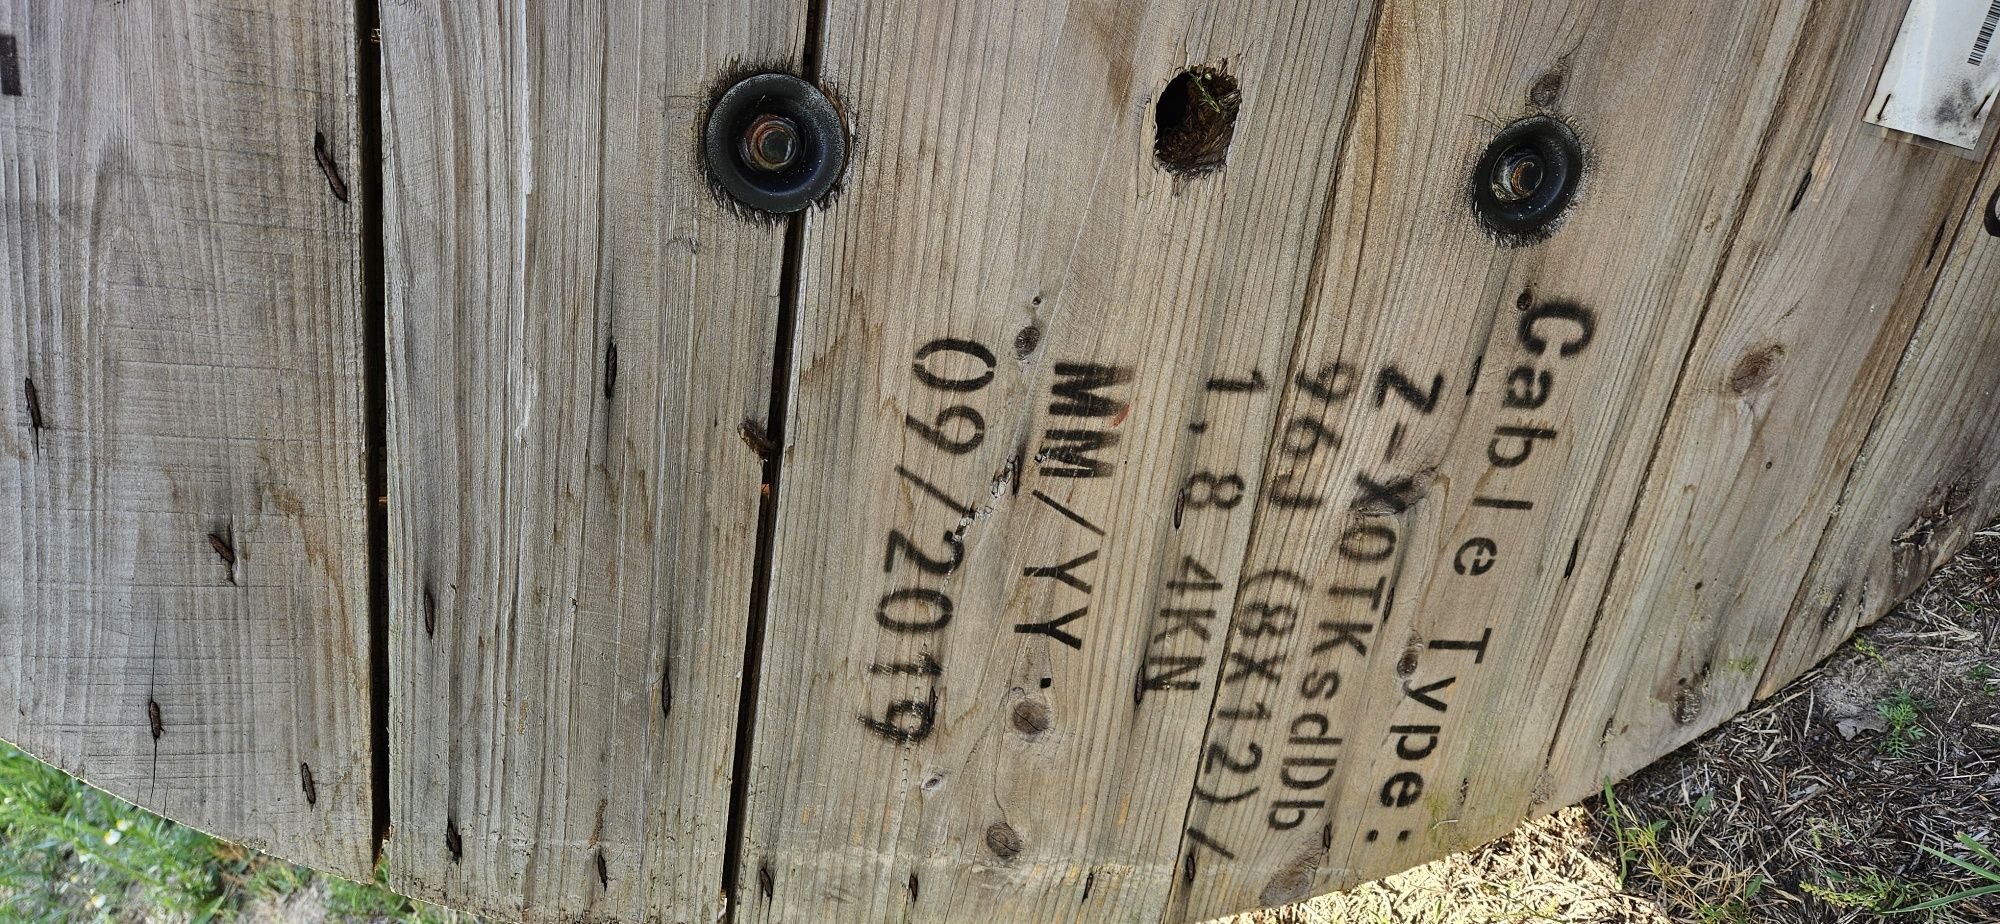 Cable Type:
Z-XOTKsdDb
96J (8X12)/
1,8 4KN
MM/YY
09/2019